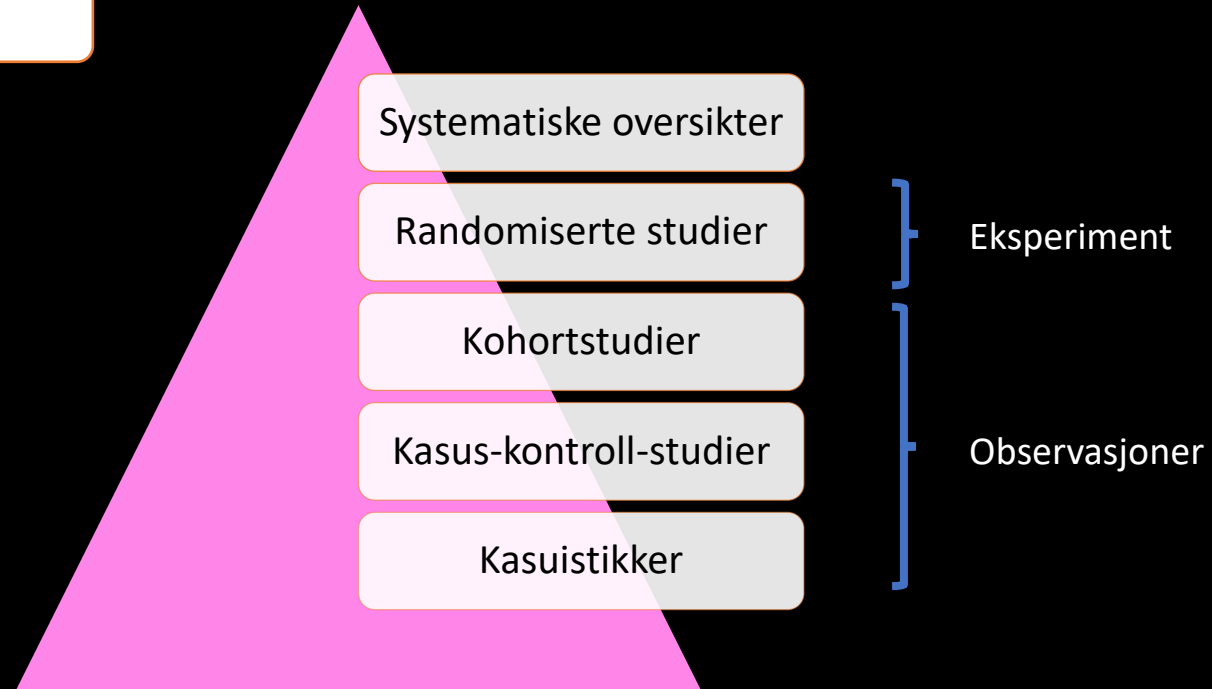 Systematiske oversikter
Randomiserte studier
Eksperiment
Kohortstudier
Kasus-kontroll-studier
Observasjoner
Kasuistikker